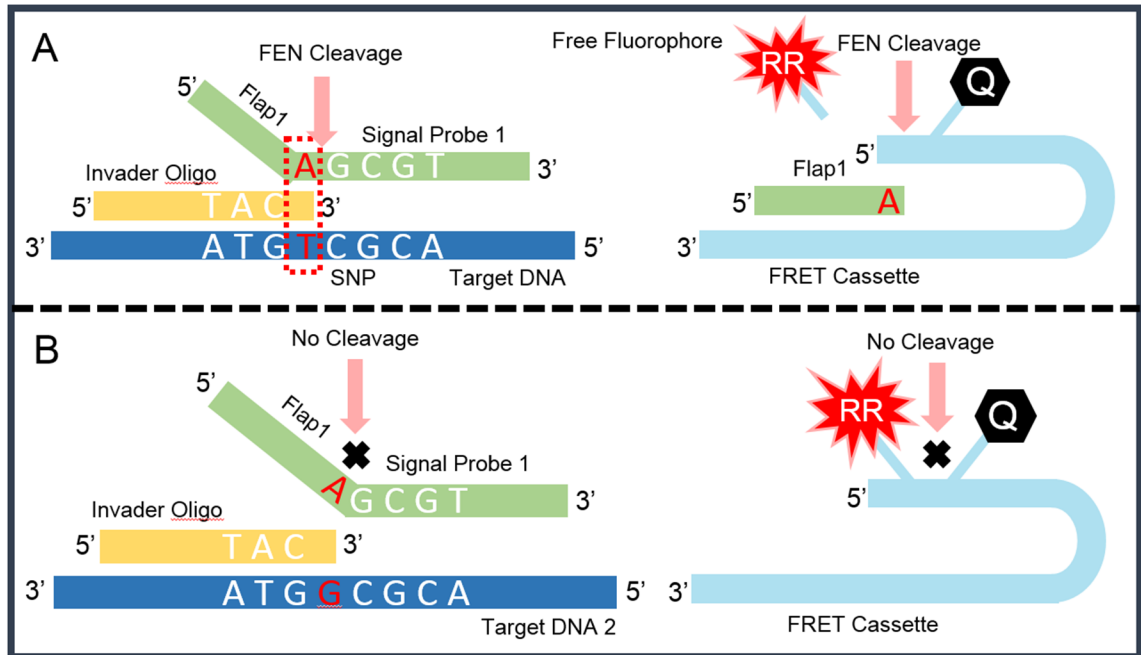 A
FEN Cleavage
5’
Flap1
Signal Probe 1
A G C G T
3’
Invader Oligo
5’
T A C
3’
3’
A T G T C G C A
5’
SNP
Target DNA
Free Fluorophore
RR
FEN Cleavage
Q
5’
Flap1
5’
A
3’
FRET Cassette
B
No Cleavage
5’
Flap1
Signal Probe 1
A G C G T
3’
Invader Oligo
5’
T A C
3’
3’
A T G G C G C A
5’
Target DNA 2
No Cleavage
RR
Q
5’
3’
FRET Cassette